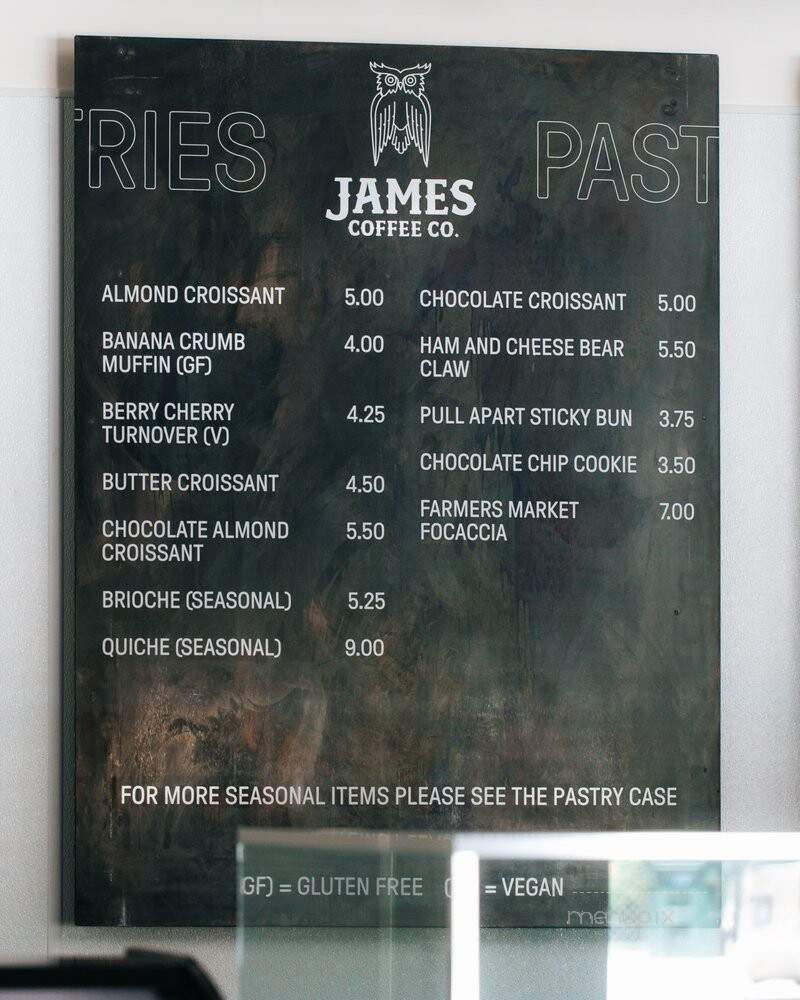 TRIES
PAST
JAMES
COFFEE CO.
ALMOND CROISSANT 5.00
BANANA CRUMB 4.00
MUFFIN (GF)
BERRY CHERRY 4.25
TURNOVER (V)
BUTTER CROISSANT 4.50
CHOCOLATE ALMOND 5.50
CROISSANT
BRIOCHE (SEASONAL) 5.25
QUICHE (SEASONAL) 9.00
CHOCOLATE CROISSANT 5.00
HAM AND CHEESE BEAR 5.50
CLAW
PULL APART STICKY BUN 3.75
CHOCOLATE CHIP COOKIE 3.50
FARMERS MARKET 7.00
FOCACCIA
FOR MORE SEASONAL ITEMS PLEASE SEE THE PASTRY CASE
GF) = GLUTEN FREE ( = VEGAN
menupix